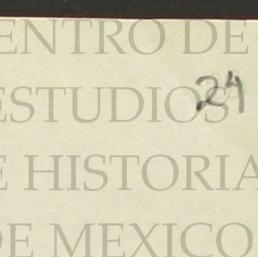 ENTRO DE
ESTUDIOS
24
E HISTORIA
DE MEXICO